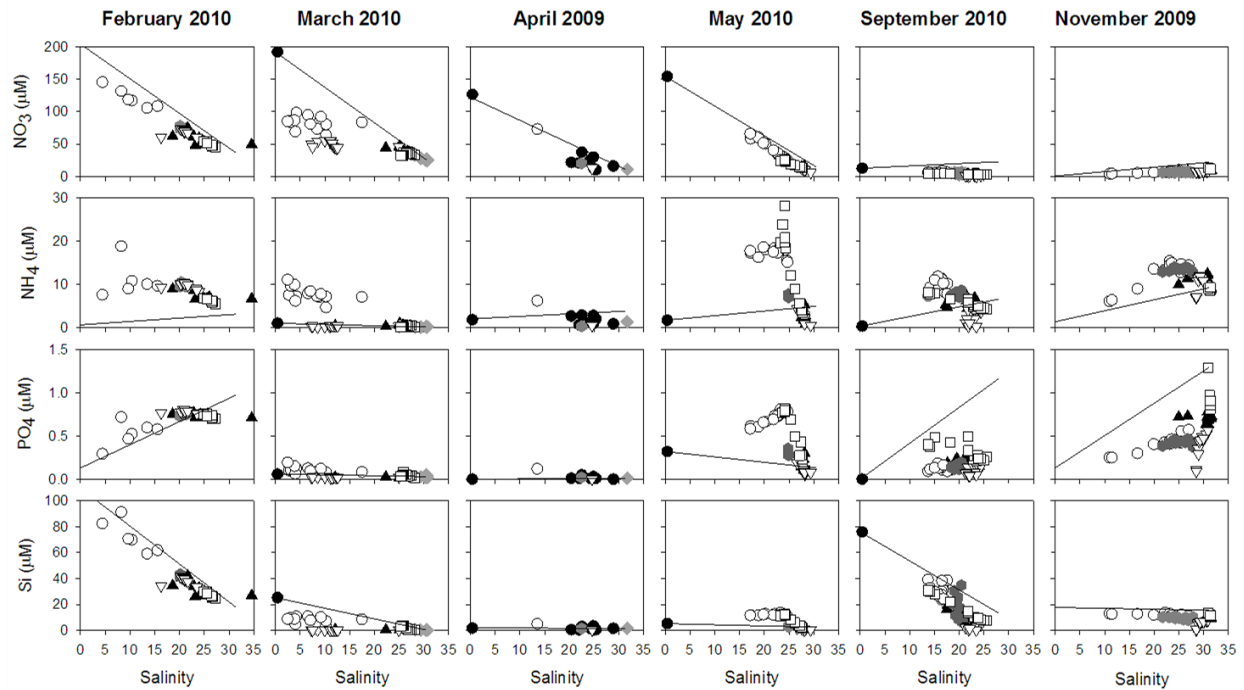 February 2010 March 2010 April 2009 May 2010 September 2010 November 2009
200
150
100
50
0
NO3 (µM)
30
20
10
0
NH4 (µM)
1.5
1.0
0.5
0.0
PO4 (µM)
100
80
60
40
20
0
Si (µM)
0 5 10 15 20 25 30 35 0 5 10 15 20 25 30 35 0 5 10 15 20 25 30 35 0 5 10 15 20 25 30 35 0 5 10 15 20 25 30 35 0 5 10 15 20 25 30 35
Salinity Salinity Salinity Salinity Salinity Salinity